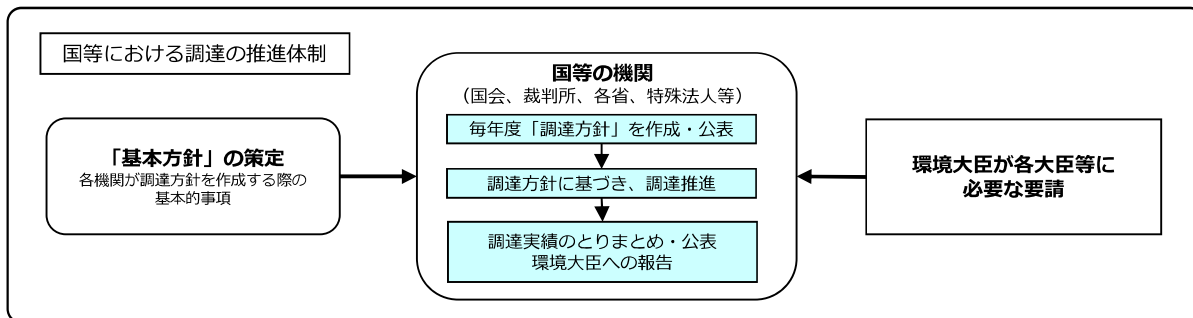 国等における調達の推進体制
「基本方針」の策定
各機関が調達方針を作成する際の
基本的事項
国等の機関
（国会、裁判所、各省、特殊法人等）
毎年度「調達方針」を作成・公表
調達方針に基づき、調達推進
調達実績のとりまとめ・公表
環境大臣への報告
環境大臣が各大臣等に
必要な要請